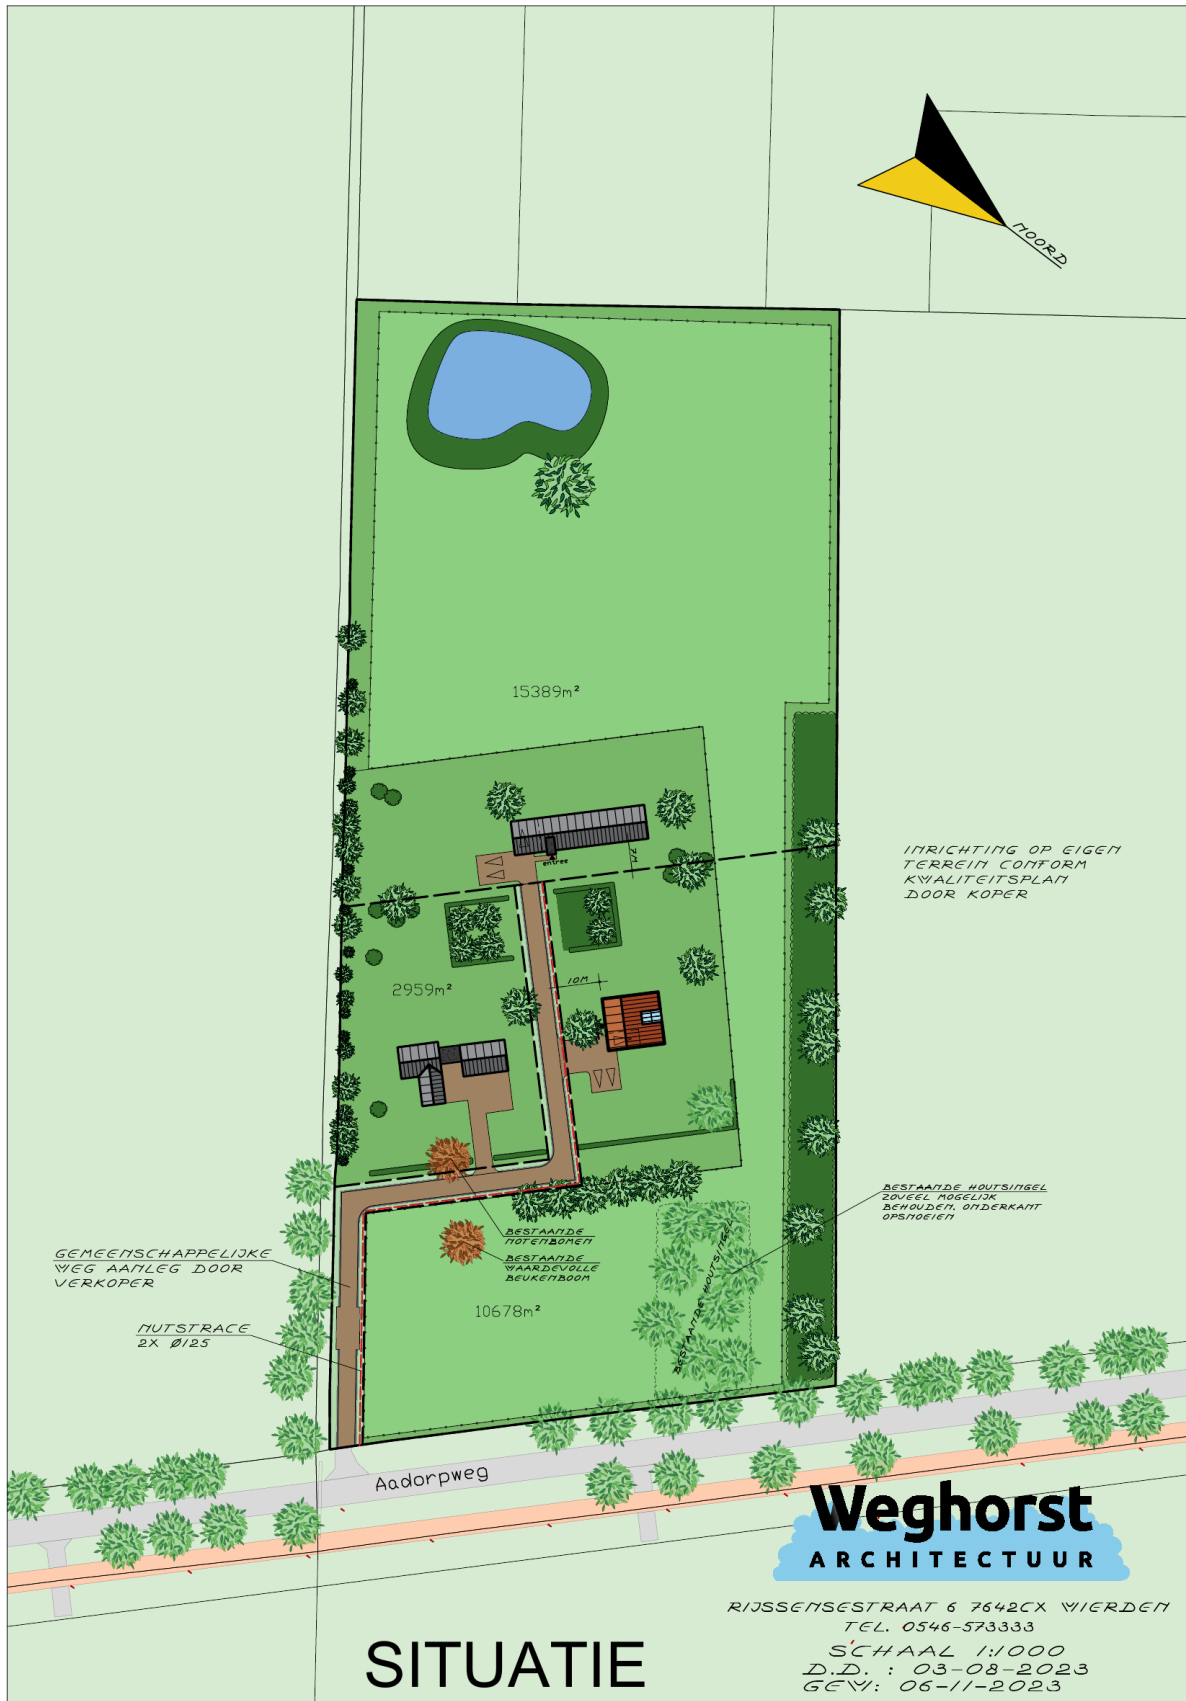 NOORD
15389m²
INRICHTING OP EIGEN
TERREIN CONFORM
KWALITEITSPLAN
DOOR KOPER
entree
7M
10M
2959m²
BESTAANDE HOUTSINGEL
ZOVEEL MOGELIJK
BEHOUDEN, ONDERKANT
OPSNOEIEN
BESTAANDE
NOTENBOMEN
BESTAANDE
WAARDEVOLLE
BEUKENBOOM
BESTAANDE HOUTSINGEL
GEMEENSCHAPPELIJKE
WEG AANLEG DOOR
VERKOPER
10678m²
NUTSTRACE
2X Ø125
Aadorpweg
Weghorst
ARCHITECTUUR
RIJSSENSESTRAAT 6 7642CX WIERDEN
TEL. 0546-573333
SCHAAL 1:1000
D.D. : 03-08-2023
GEW: 06-11-2023
SITUATIE